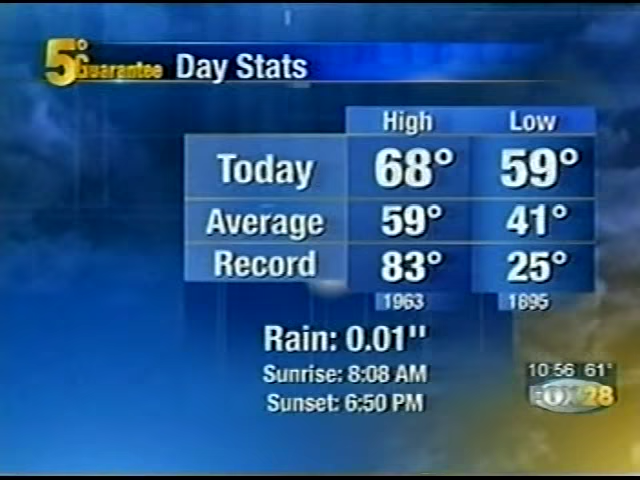 5° Guarantee Day Stats
High Low
Today 68° 59°
Average 59° 41°
Record 83° 25°
1963 1895
Rain: 0.01"
Sunrise: 8:08 AM
Sunset: 6:50 PM
10:56 61°
FOX 28